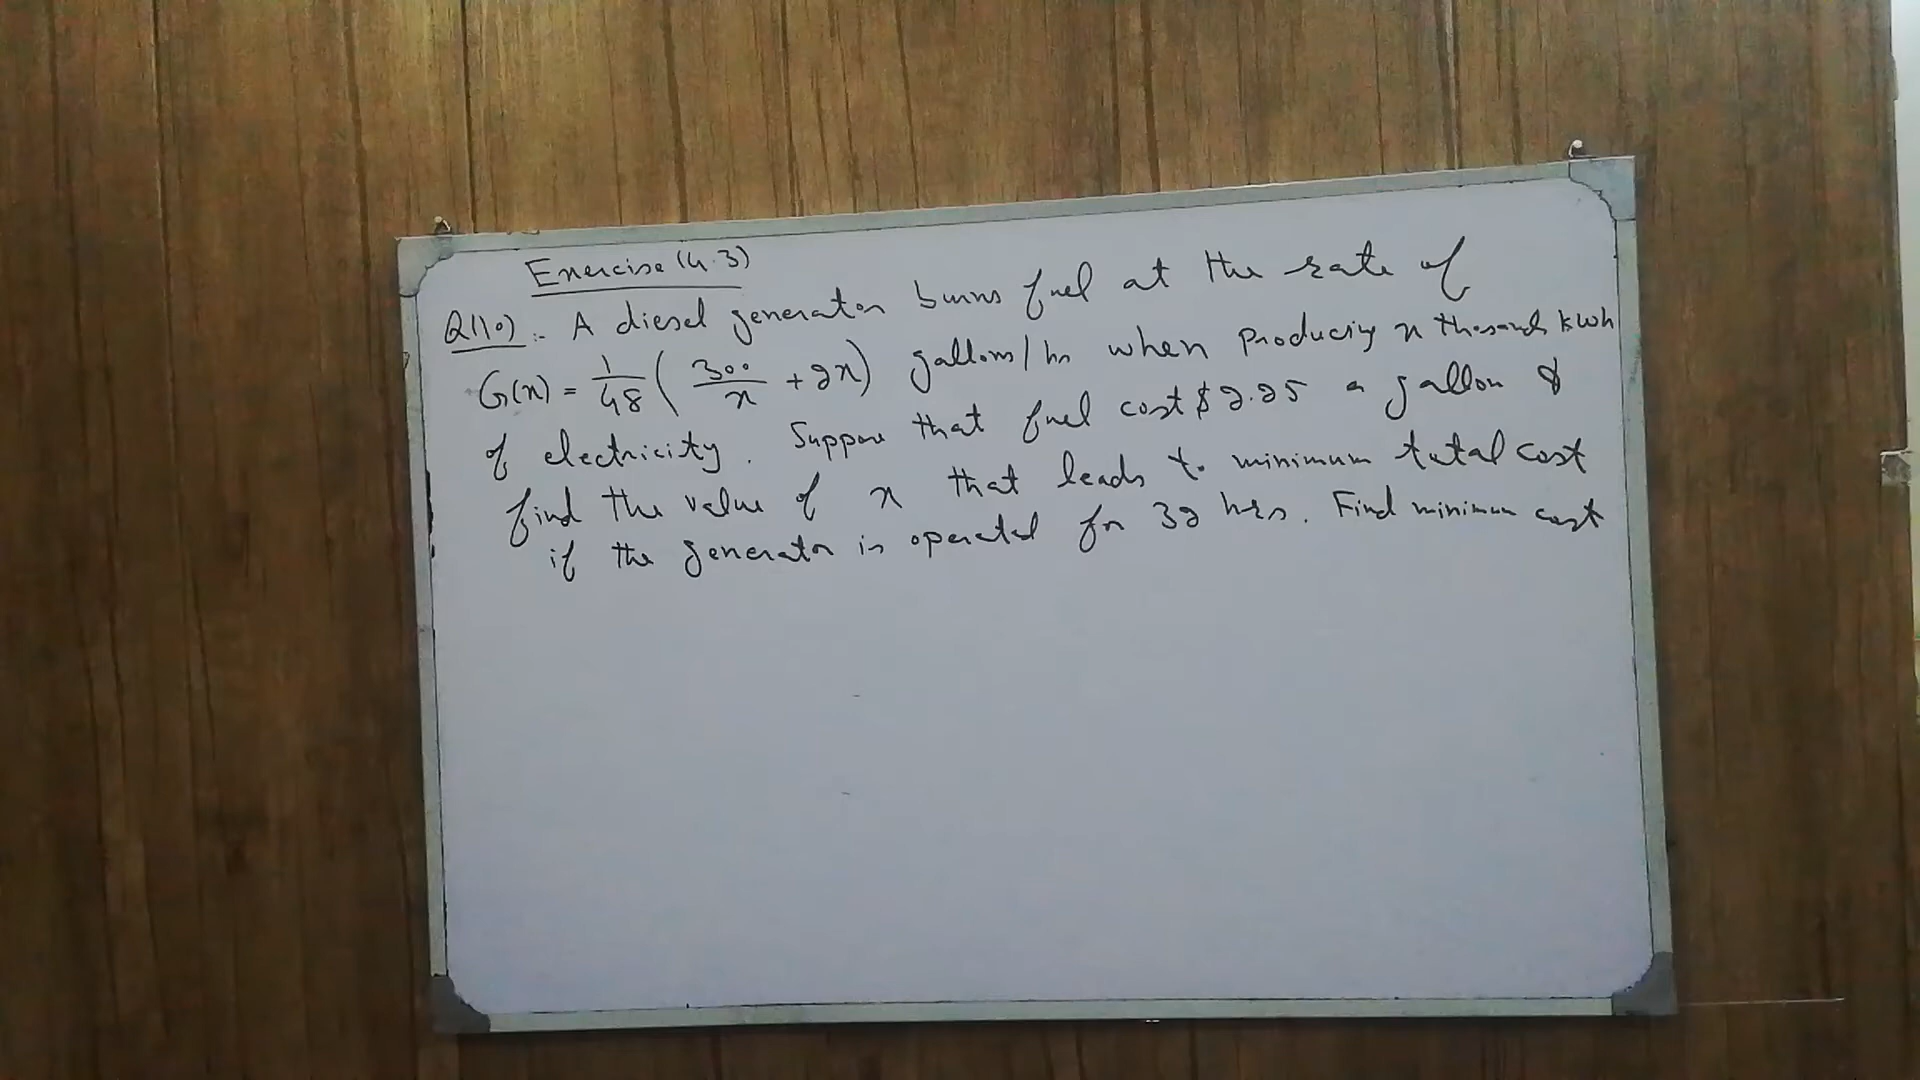 Exercise (4.3)
Q(10):- A diesel generator burns fuel at the rate of
G(x) = 1/48 ( 300/x + 2x) gallons/hr when producing x thousands kwh
of electricity. Suppose that fuel cost $2.25 a gallon &
find the value of x that leads to minimum total cost
if the generator is operated for 32 hrs. Find minimum cost